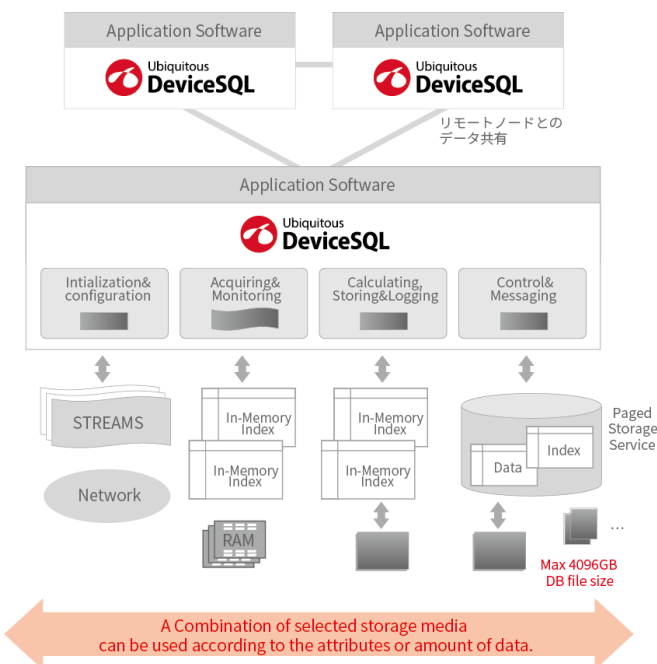 Application Software
Ubiquitous
DeviceSQL
Application Software
Ubiquitous
DeviceSQL
リモートノードとの
データ共有
Application Software
Ubiquitous
DeviceSQL
Intialization&
configuration
Acquiring&
Monitoring
Calculating,
Storing&Logging
Control&
Messaging
STREAMS
Network
In-Memory
Index
In-Memory
Index
RAM
In-Memory
Index
In-Memory
Index
Data
Index
Paged
Storage
Service
...
Max 4096GB
DB file size
A Combination of selected storage media
can be used according to the attributes or amount of data.